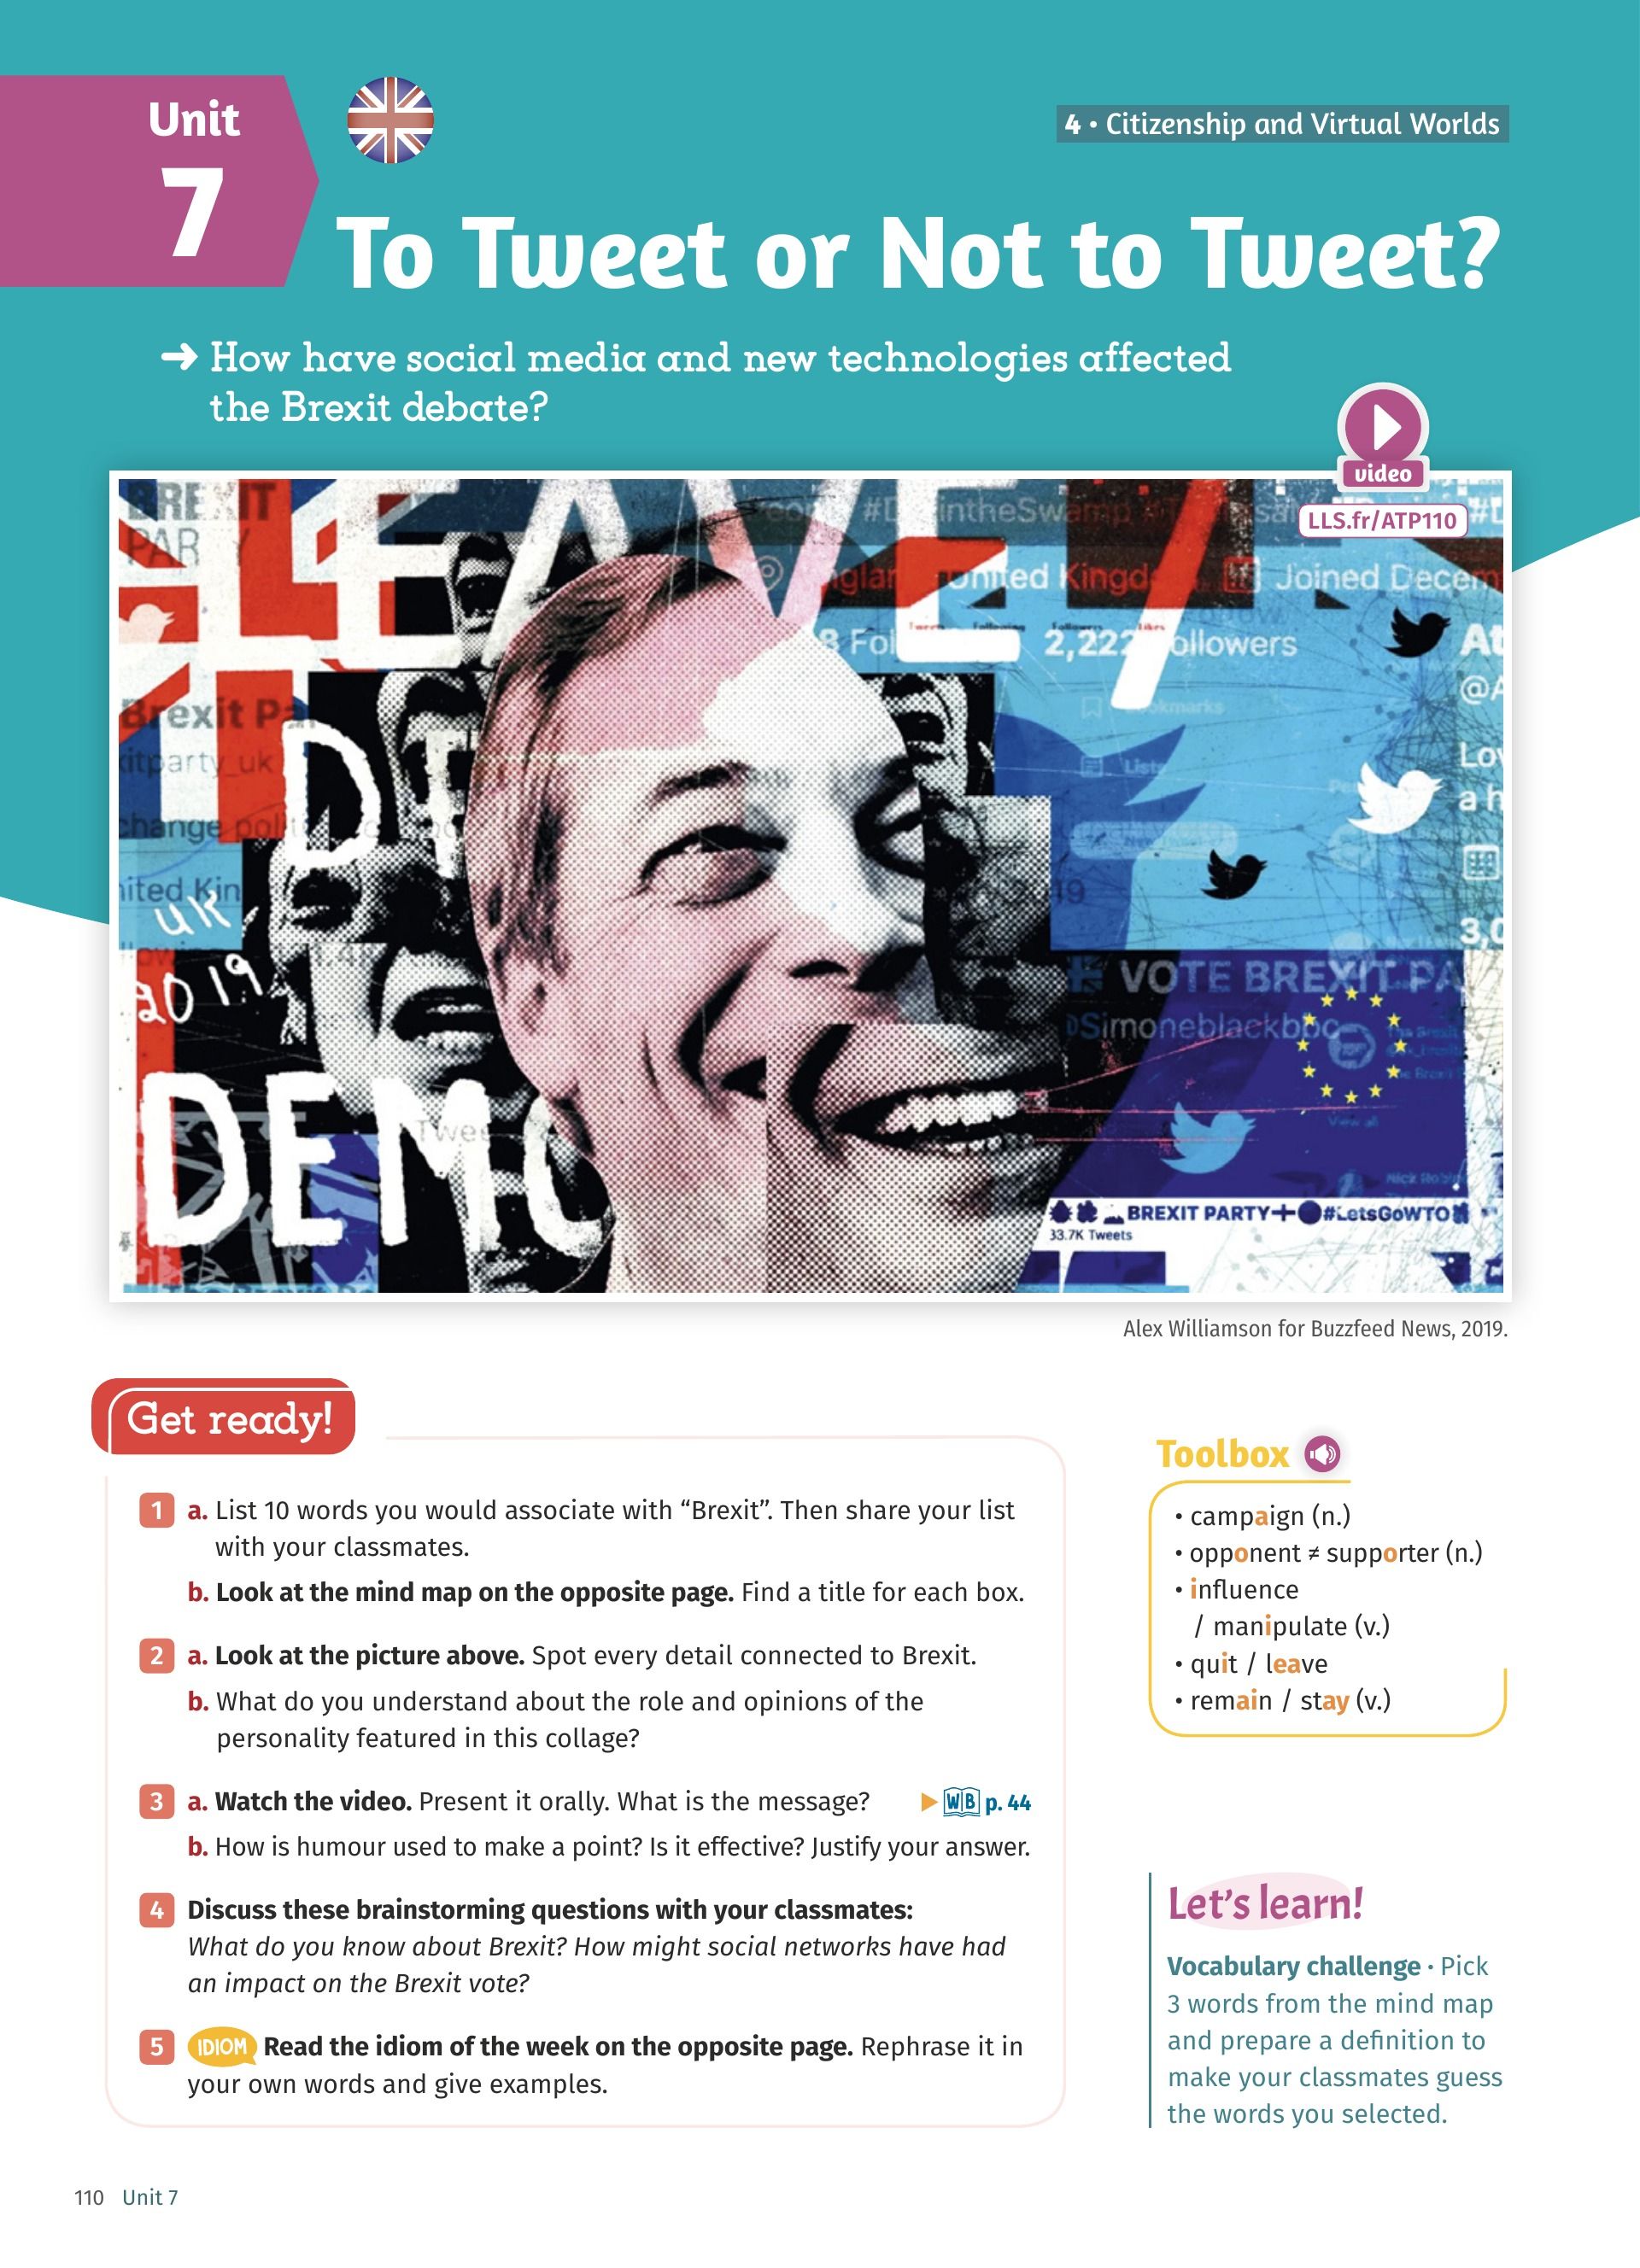 Unit
7
4 • Citizenship and Virtual Worlds
To Tweet or Not to Tweet?
➜ How have social media and new technologies affected
the Brexit debate?
video
LLS.fr/ATP110
BREXIT
PARTY
LEAVE
United Kingd
Joined Decem
8 Fol
2,222
ollowers
Brexit Pa
itparty_uk
change polit
Lists
ited Kin
UK
2019
DEMO
19
3,0
VOTE BREXIT PA
@Simoneblackbbc
View all
BREXIT PARTY
#LetsGoWTO
33.7K Tweets
Alex Williamson for Buzzfeed News, 2019.
Get ready!
1 a. List 10 words you would associate with “Brexit”. Then share your list
with your classmates.
b. Look at the mind map on the opposite page. Find a title for each box.
2 a. Look at the picture above. Spot every detail connected to Brexit.
b. What do you understand about the role and opinions of the
personality featured in this collage?
3 a. Watch the video. Present it orally. What is the message? WB p. 44
b. How is humour used to make a point? Is it effective? Justify your answer.
4 Discuss these brainstorming questions with your classmates:
What do you know about Brexit? How might social networks have had
an impact on the Brexit vote?
5 IDIOM Read the idiom of the week on the opposite page. Rephrase it in
your own words and give examples.
Toolbox
• campaign (n.)
• opponent ≠ supporter (n.)
• influence
/ manipulate (v.)
• quit / leave
• remain / stay (v.)
Let’s learn!
Vocabulary challenge • Pick
3 words from the mind map
and prepare a definition to
make your classmates guess
the words you selected.
110 Unit 7